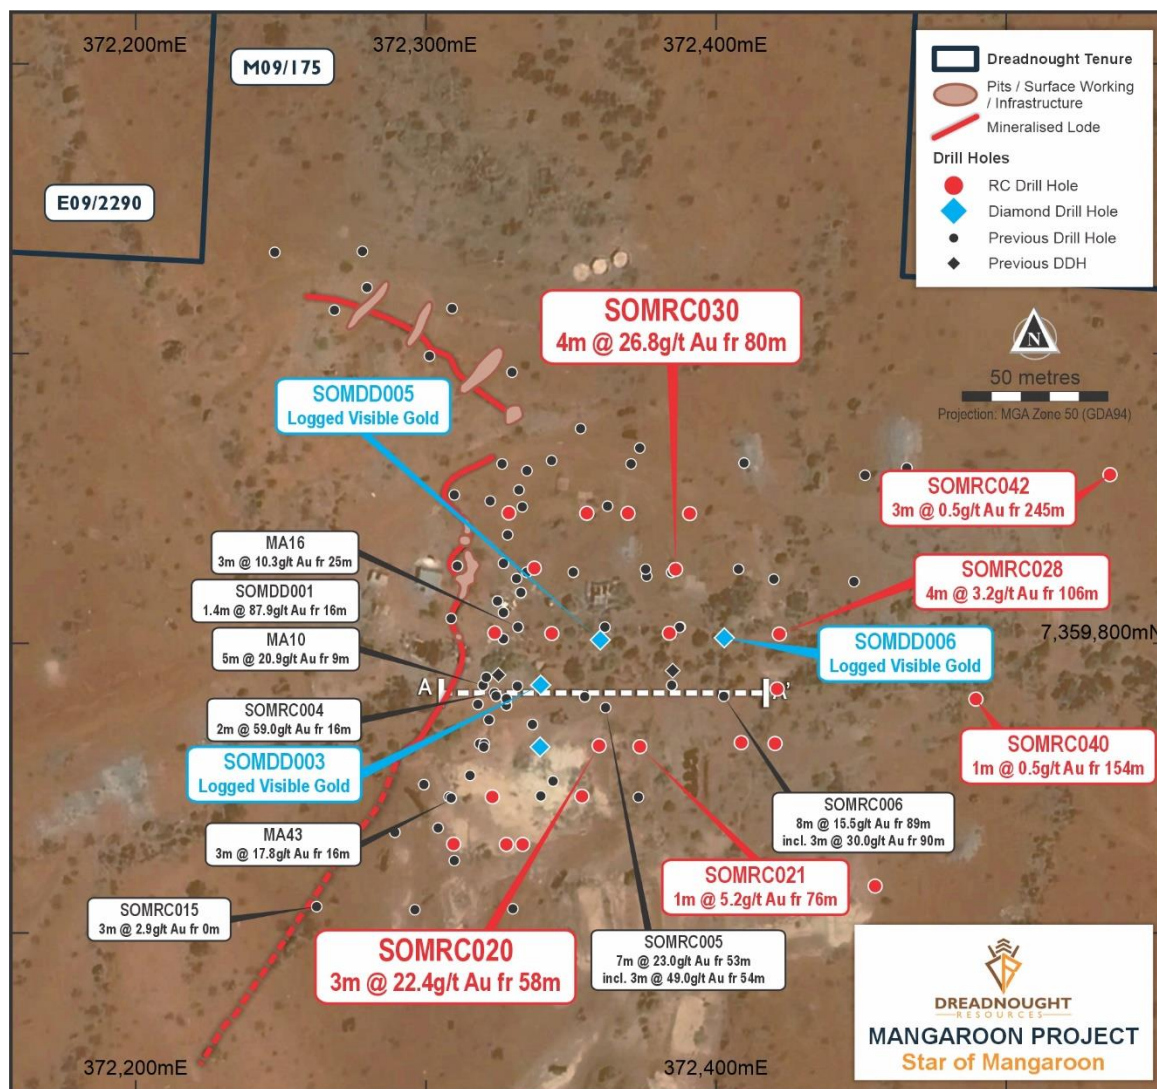 372,200mE
372,300mE
372,400mE
M09/175
E09/2290
Dreadnought Tenure
Pits / Surface Working
/ Infrastructure
Mineralised Lode
Drill Holes
RC Drill Hole
Diamond Drill Hole
Previous Drill Hole
Previous DDH
N
50 metres
Projection: MGA Zone 50 (GDA94)
SOMRC030
4m @ 26.8g/t Au fr 80m
SOMDD005
Logged Visible Gold
SOMRC042
3m @ 0.5g/t Au fr 245m
MA16
3m @ 10.3g/t Au fr 25m
SOMDD001
1.4m @ 87.9g/t Au fr 16m
MA10
5m @ 20.9g/t Au fr 9m
SOMRC028
4m @ 3.2g/t Au fr 106m
7,359,800mN
SOMDD006
Logged Visible Gold
A
A'
SOMRC004
2m @ 59.0g/t Au fr 16m
SOMDD003
Logged Visible Gold
SOMRC040
1m @ 0.5g/t Au fr 154m
MA43
3m @ 17.8g/t Au fr 16m
SOMRC006
8m @ 15.5g/t Au fr 89m
incl. 3m @ 30.0g/t Au fr 90m
SOMRC021
1m @ 5.2g/t Au fr 76m
SOMRC015
3m @ 2.9g/t Au fr 0m
SOMRC020
3m @ 22.4g/t Au fr 58m
SOMRC005
7m @ 23.0g/t Au fr 53m
incl. 3m @ 49.0g/t Au fr 54m
DREADNOUGHT
RESOURCES
MANGAROON PROJECT
Star of Mangaroon
372,200mE
372,400mE